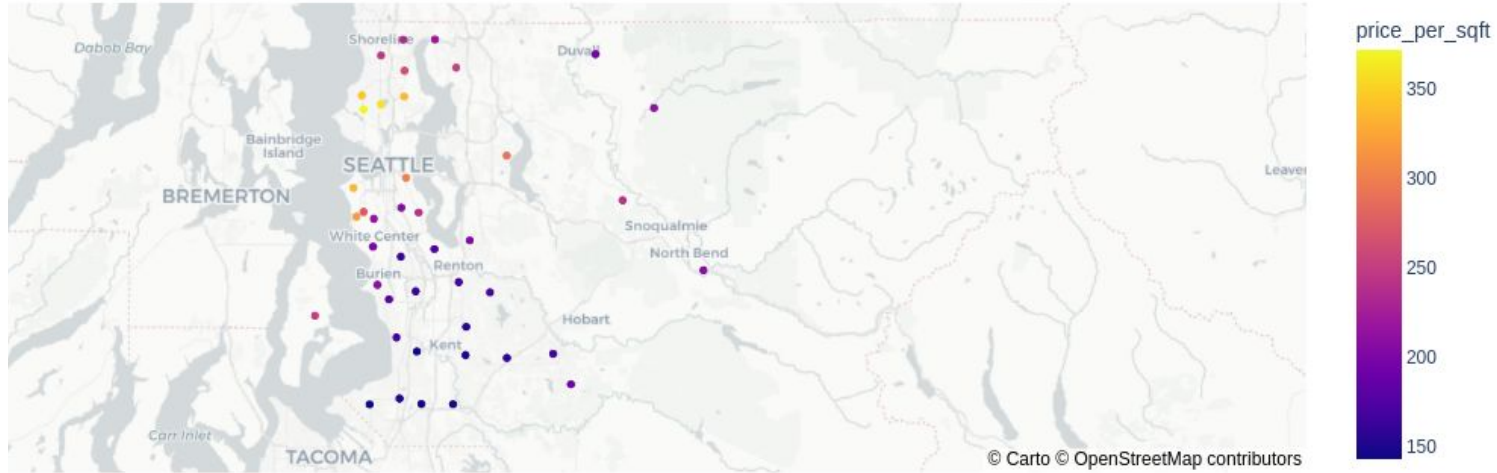 Dabob Bay
Shoreline
Duvall
Bainbridge
Island
SEATTLE
BREMERTON
Leaven
White Center
Snoqualmie
North Bend
Burien
Renton
Hobart
Kent
Carr Inlet
TACOMA
© Carto © OpenStreetMap contributors
price_per_sqft
350
300
250
200
150